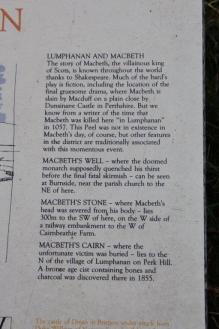 N
LUMPHANAN AND MACBETH
The story of Macbeth, the villainous king
of Scots, is known throughout the world
thanks to Shakespeare. Much of the bard's
play is fiction, including the location of the
final gruesome drama, where Macbeth is
slain by Macduff on a plain close by
Dunsinane Castle in Perthshire. But we
know from a writer of the time that
Macbeth was killed here "in Lumphanan"
in 1057. This Peel was not in existence in
Macbeth's day, of course, but other features
in the district are traditionally associated
with this momentous event.
MACBETH'S WELL – where the doomed
monarch supposedly quenched his thirst
before the final fatal skirmish – can be seen
at Burnside, near the parish church to the
NE of here.
MACBETH'S STONE – where Macbeth's
head was severed from his body – lies
300m to the SW of here, on the W side of
a railway embankment to the W of
Cairnbeathie Farm.
MACBETH'S CAIRN – where the
unfortunate victim was buried – lies to the
N of the village of Lumphanan on Perk Hill.
A bronze age cist containing bones and
charcoal was discovered there in 1855.